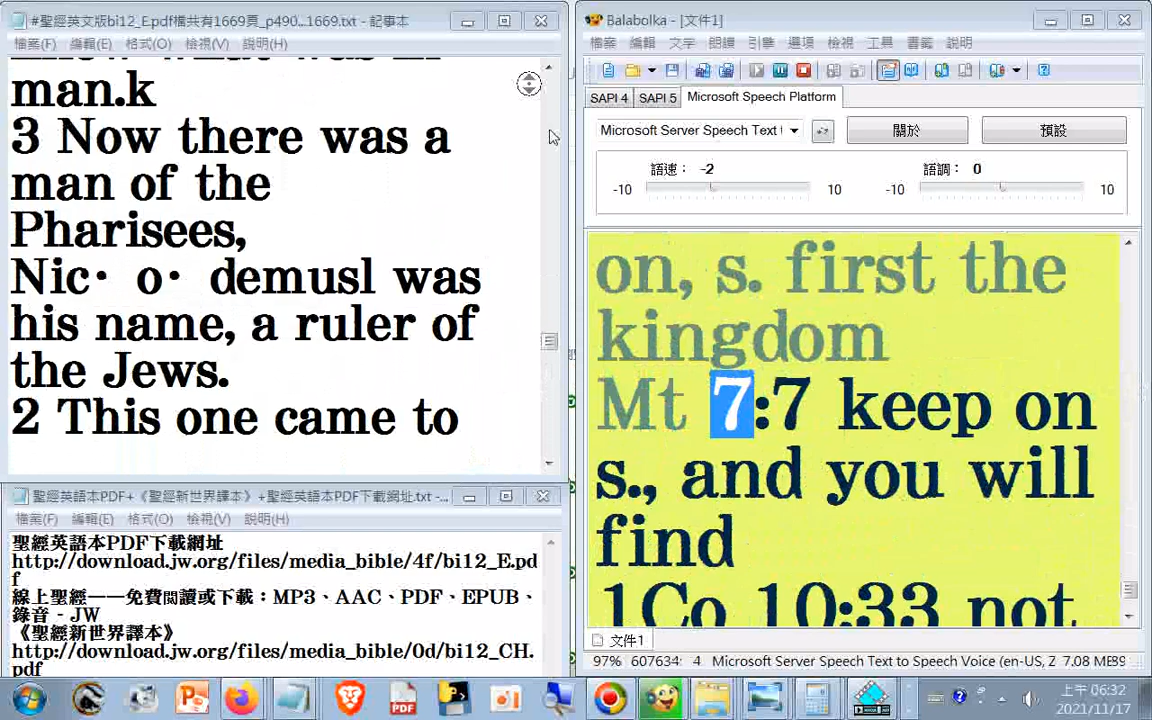 #聖經英文版bi12_E.pdf橫共有1669頁_p490...1669.txt - 記事本
檔案(F) 編輯(E) 格式(O) 檢視(V) 說明(H)
man.k
3 Now there was a
man of the
Pharisees,
Nic· o· demusl was
his name, a ruler of
the Jews.
2 This one came to
聖經英語本PDF+《聖經新世界譯本》+聖經英語本PDF下載網址.txt - ...
檔案(F) 編輯(E) 格式(O) 檢視(V) 說明(H)
聖經英語本PDF下載網址
http://download.jw.org/files/media_bible/4f/bi12_E.pd
f
線上聖經——免費閱讀或下載：MP3、AAC、PDF、EPUB、
錄音 - JW
《聖經新世界譯本》
http://download.jw.org/files/media_bible/0d/bi12_CH.
pdf
Balabolka - [文件1]
檔案 編輯 文字 朗讀 引擎 選項 檢視 工具 書籤 說明
SAPI 4 SAPI 5 Microsoft Speech Platform
Microsoft Server Speech Text 關於 預設
語速： -2 語調： 0
-10 10 -10 10
on, s. first the
kingdom
Mt 7:7 keep on
s., and you will
find
1Co 10:33 not
文件1
97% 607634: 4 Microsoft Server Speech Text to Speech Voice (en-US, Z 7.08 MB
PDF
上午 06:32
2021/11/17